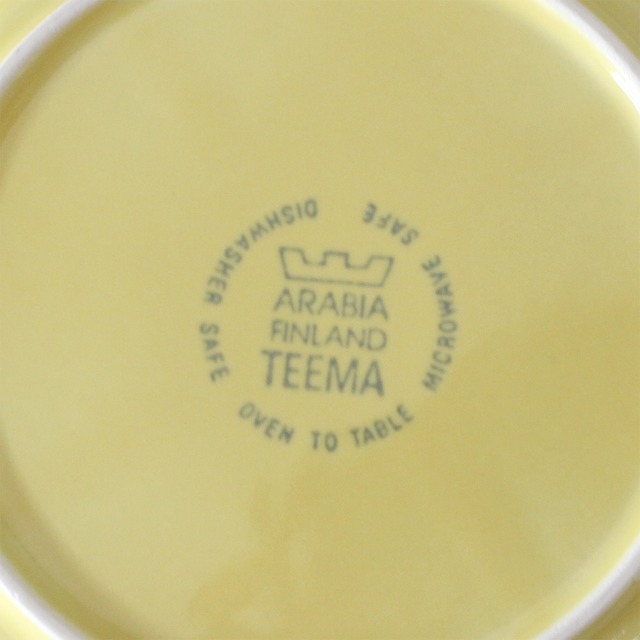 ARABIA
FINLAND
TEEMA
DISHWASHER SAFE
OVEN TO TABLE
MICROWAVE SAFE